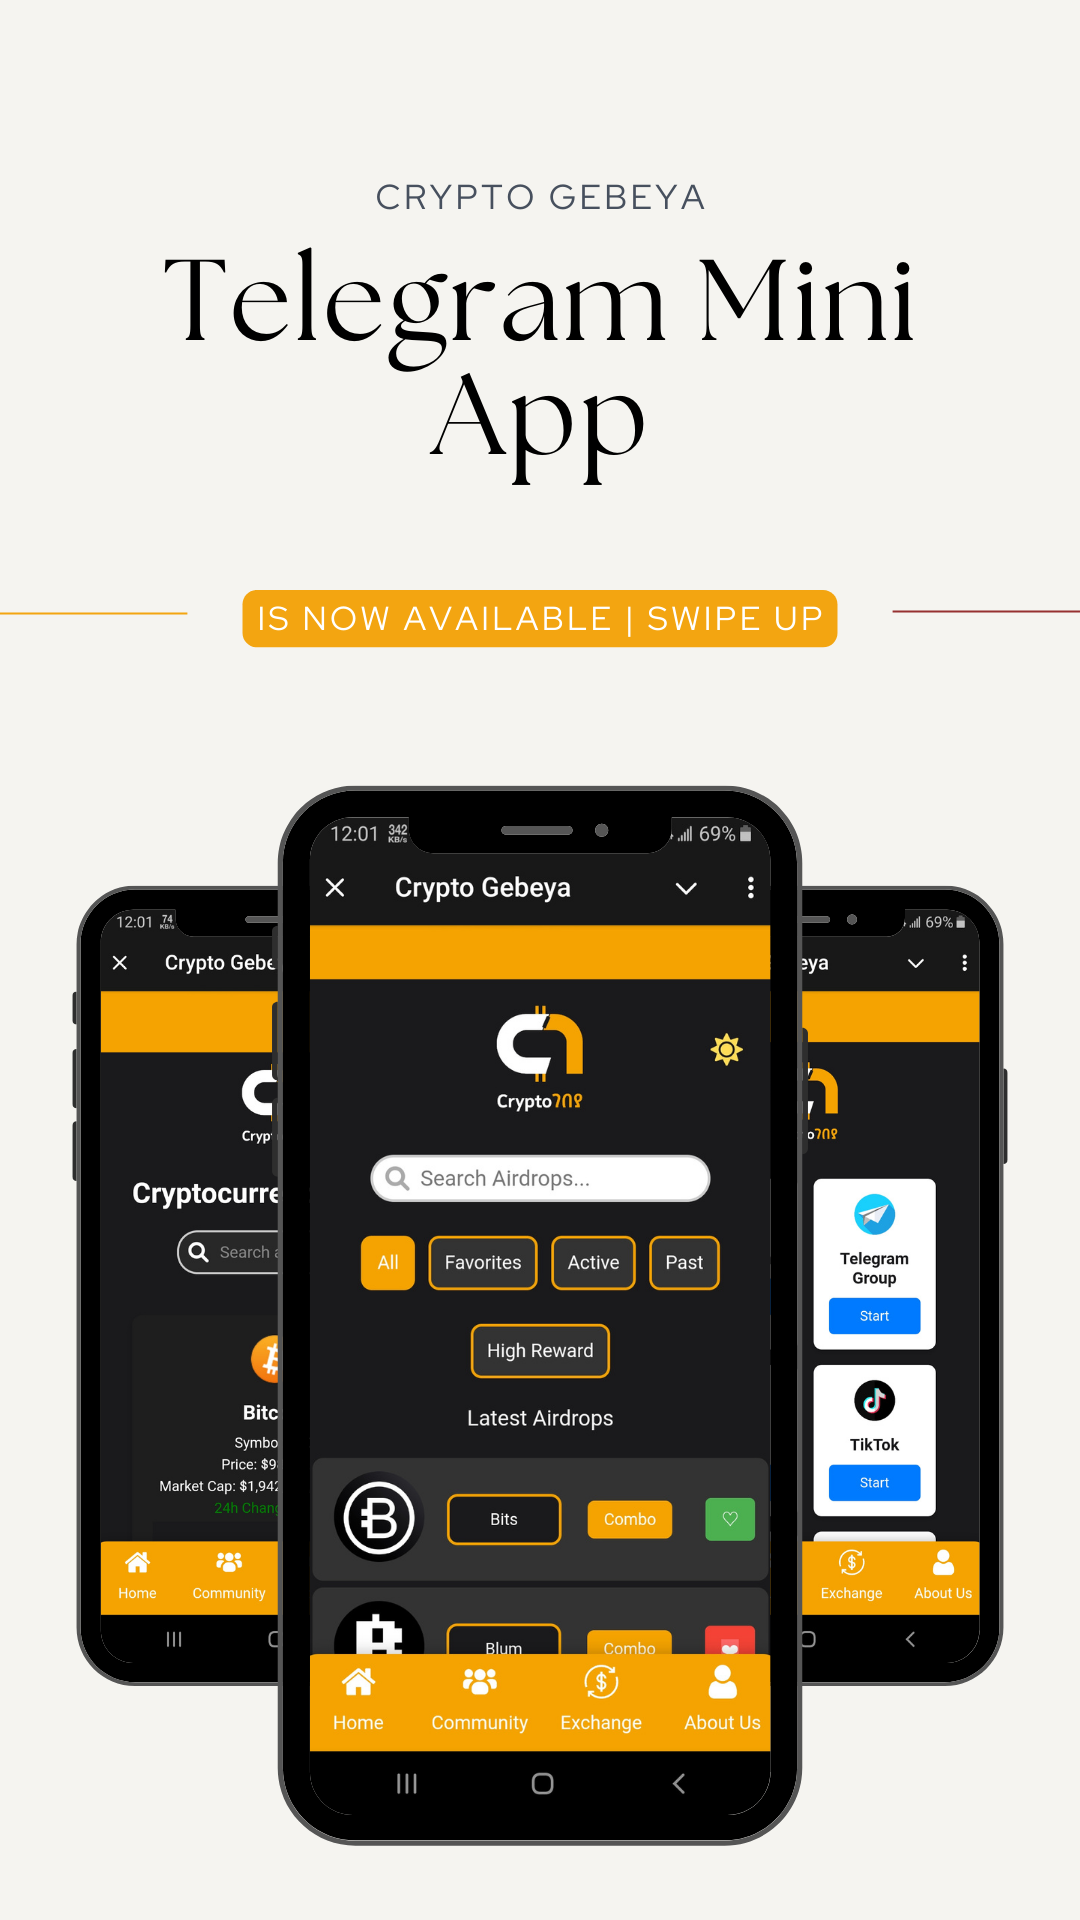 CRYPTO GEBEYA
Telegram Mini
App
IS NOW AVAILABLE | SWIPE UP
12:01 342 KB/s 69%
Crypto Gebeya
Cryptoገበያ
Search Airdrops...
All Favorites Active Past
High Reward
Latest Airdrops
Bits Combo
Blum Combo
Home Community Exchange About Us
12:01 74 KB/s
Crypto Gebe
Crypt
Cryptocurre
Search a
Bitc
Symbo
Price: $9
Market Cap: $1,942
24h Chang
Home Community
69%
eya
oገበያ
Telegram
Group
Start
TikTok
Start
Exchange About Us